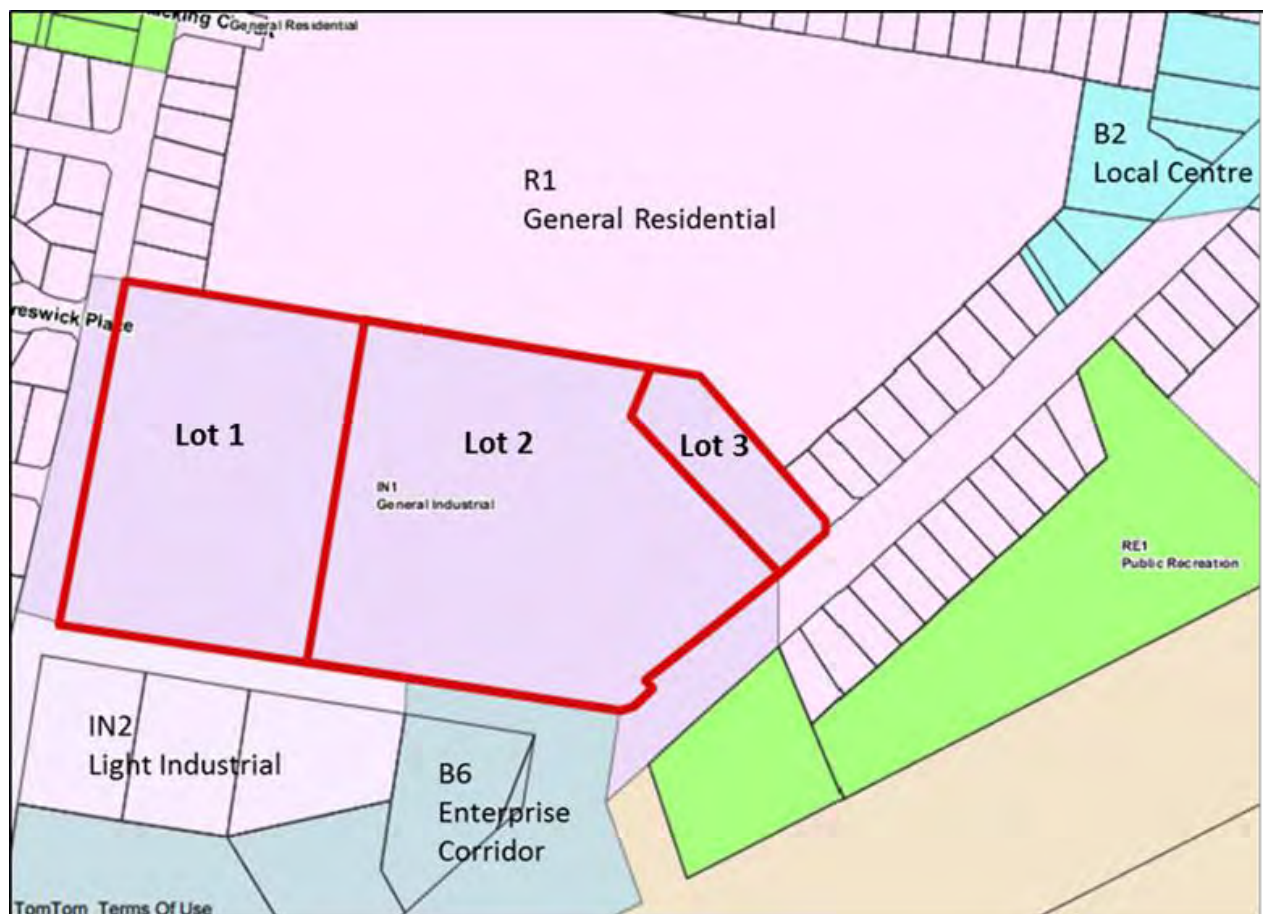 General Residential
B2
Local Centre
R1
General Residential
reswick Place
Lot 1
Lot 2
Lot 3
IN1
General Industrial
RE1
Public Recreation
IN2
Light Industrial
B6
Enterprise
Corridor
TomTom Terms Of Use